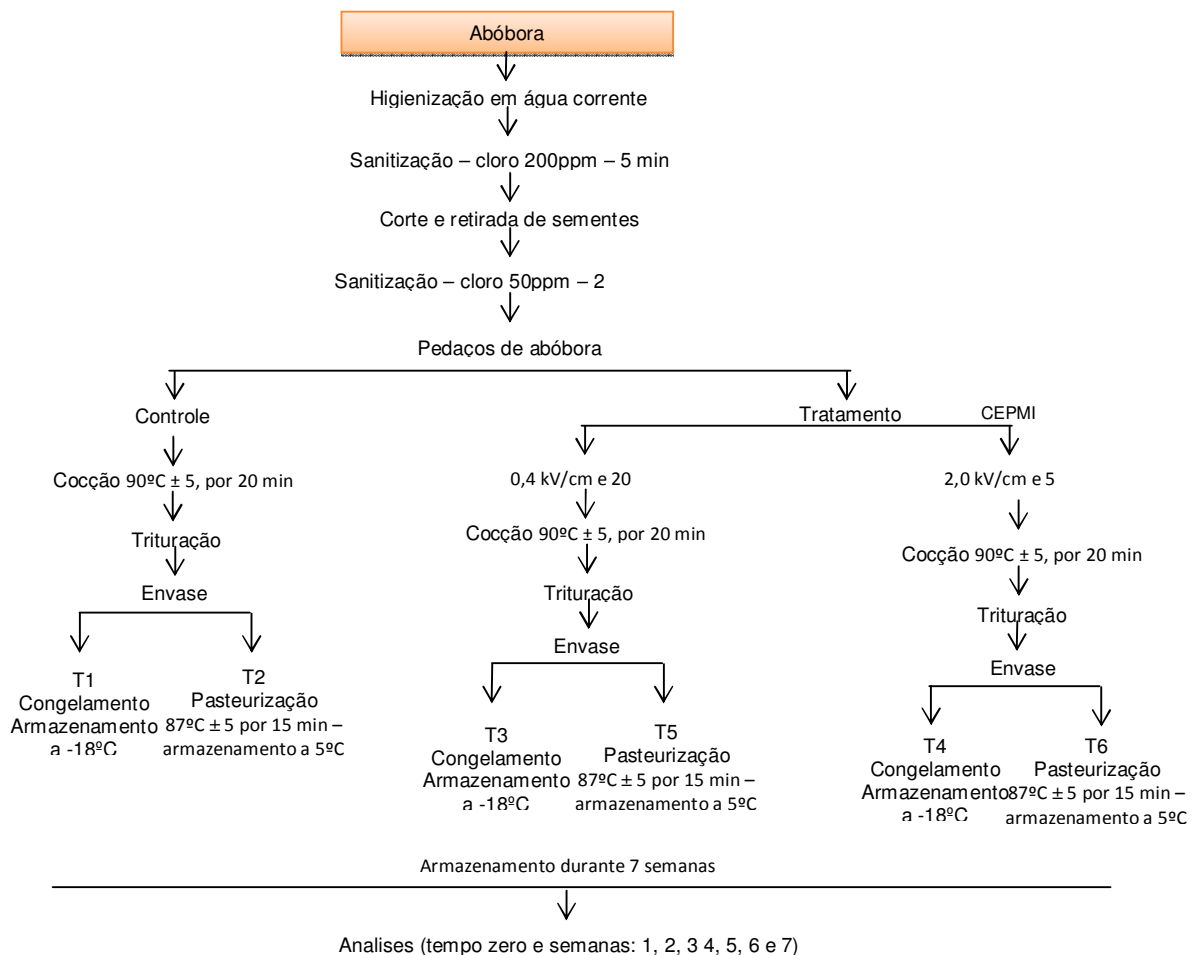 Abóbora
Higienização em água corrente
Sanitização – cloro 200ppm – 5 min
Corte e retirada de sementes
Sanitização – cloro 50ppm – 2
Pedaços de abóbora
Controle
Cocção 90ºC ± 5, por 20 min
Trituração
Envase
T1
Congelamento
Armazenamento
a -18ºC
T2
Pasteurização
87ºC ± 5 por 15 min –
armazenamento a 5ºC
Tratamento CEPMI
0,4 kV/cm e 20
Cocção 90ºC ± 5, por 20 min
Trituração
Envase
T3
Congelamento
Armazenamento
a -18ºC
T5
Pasteurização
87ºC ± 5 por 15 min –
armazenamento a 5ºC
2,0 kV/cm e 5
Cocção 90ºC ± 5, por 20 min
Trituração
Envase
T4
Congelamento
Armazenamento
a -18ºC
T6
Pasteurização
87ºC ± 5 por 15 min –
armazenamento a 5ºC
Armazenamento durante 7 semanas
Analises (tempo zero e semanas: 1, 2, 3 4, 5, 6 e 7)